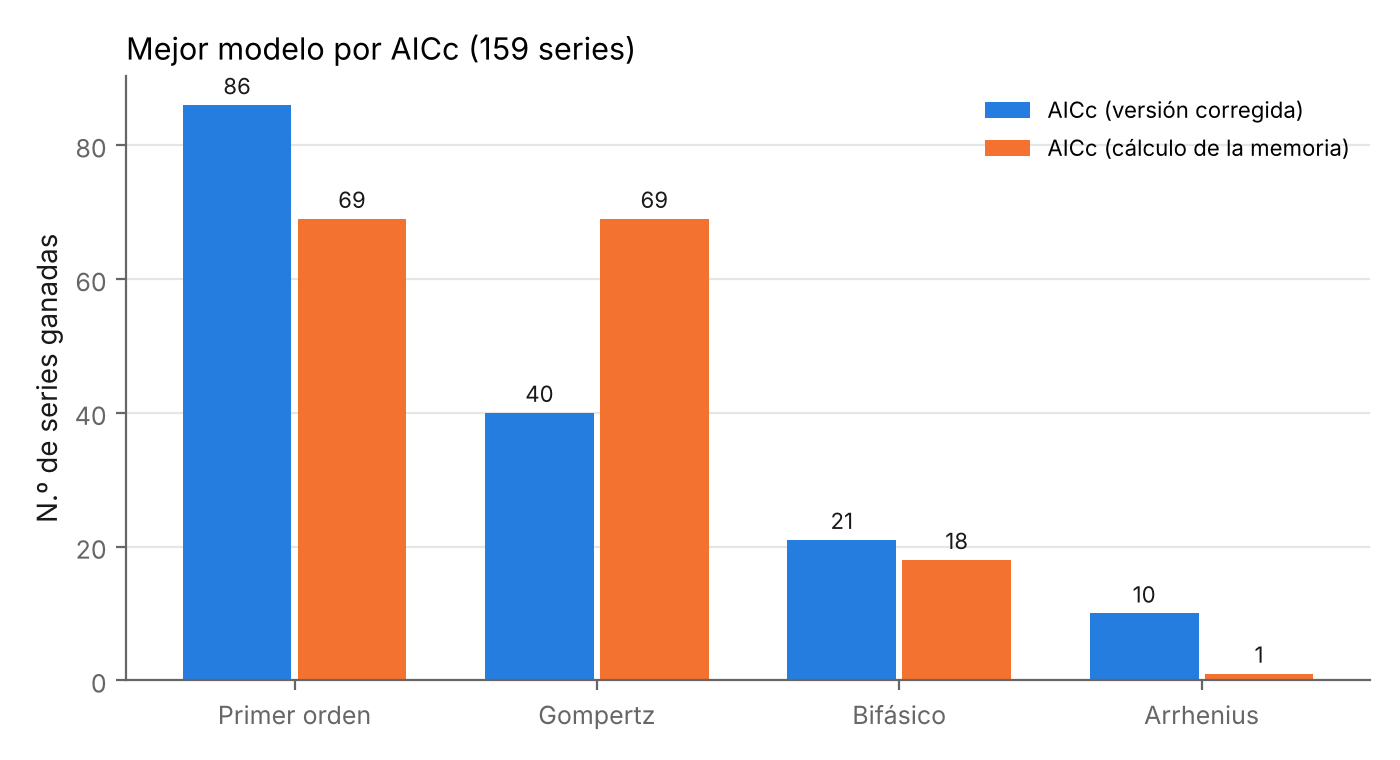 Mejor modelo por AICc (159 series)
AICc (versión corregida)
AICc (cálculo de la memoria)
N.º de series ganadas
80
60
40
20
0
86
69
40
69
21
18
10
1
Primer orden
Gompertz
Bifásico
Arrhenius